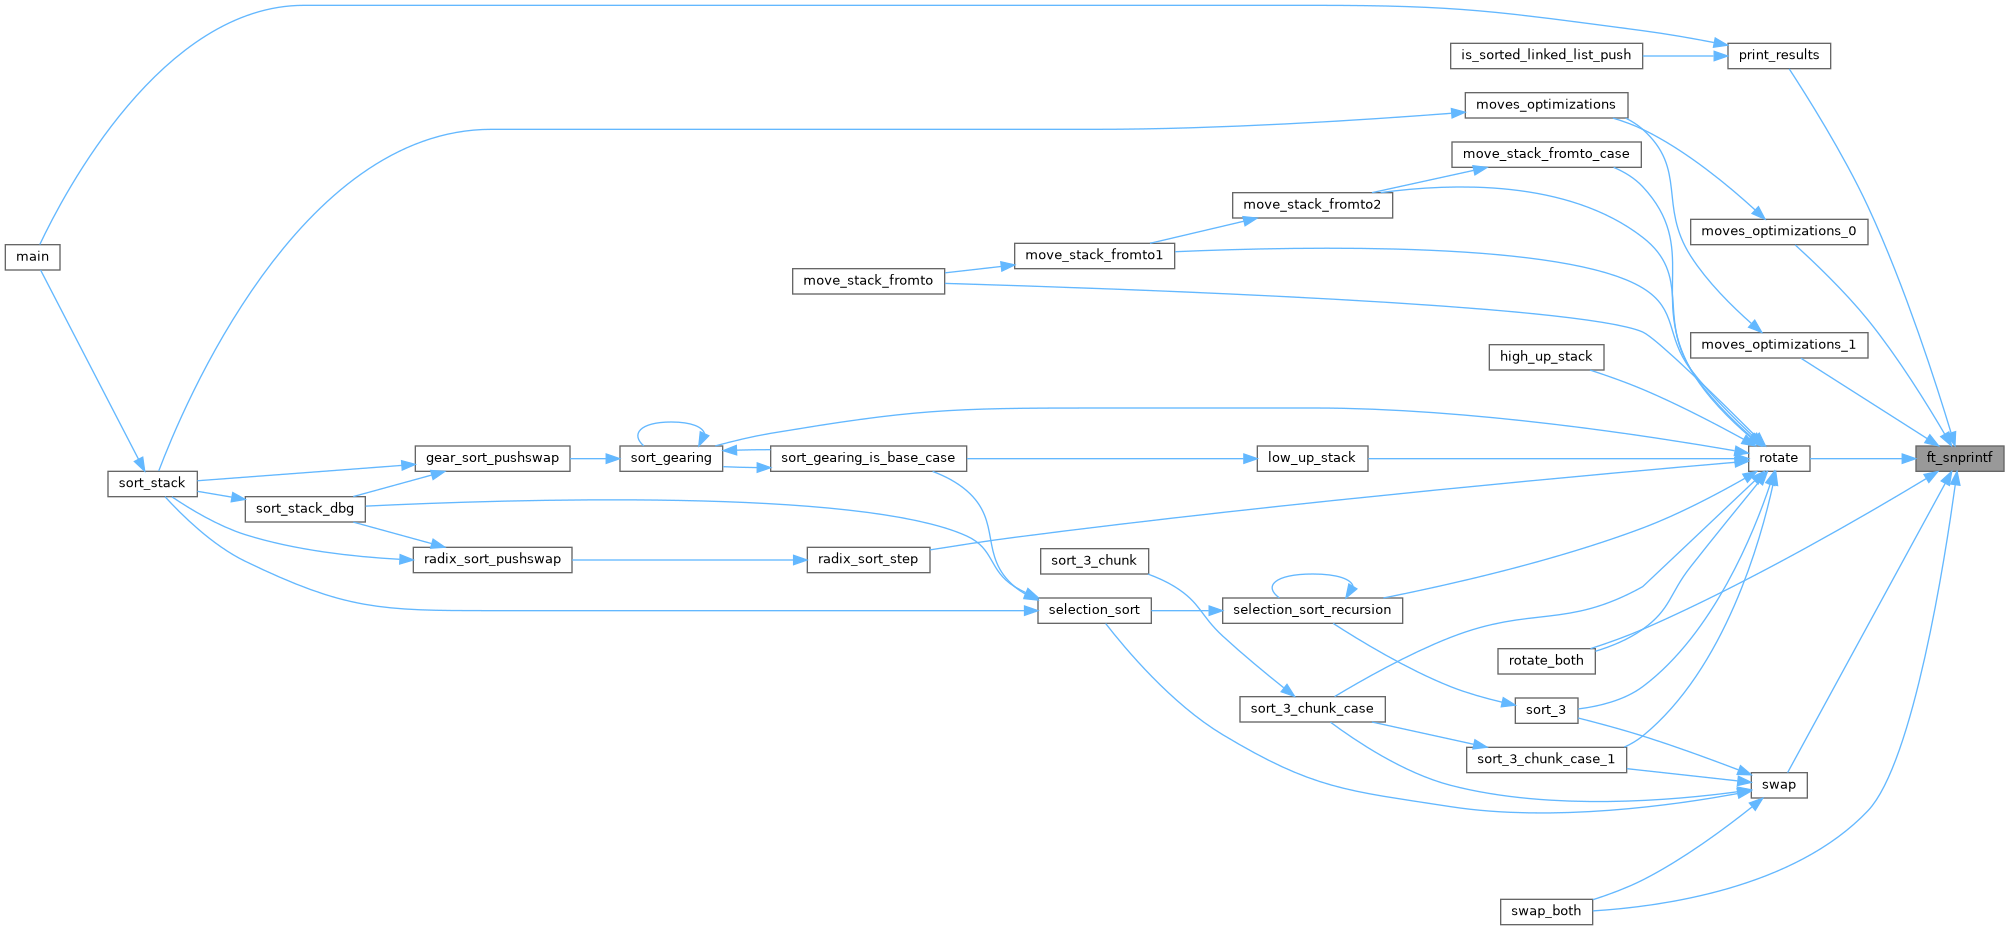 print_results
is_sorted_linked_list_push
moves_optimizations
move_stack_fromto_case
move_stack_fromto2
moves_optimizations_0
main
move_stack_fromto1
move_stack_fromto
moves_optimizations_1
high_up_stack
gear_sort_pushswap
sort_gearing
sort_gearing_is_base_case
low_up_stack
rotate
ft_snprintf
sort_stack
sort_stack_dbg
radix_sort_pushswap
radix_sort_step
sort_3_chunk
selection_sort
selection_sort_recursion
rotate_both
sort_3_chunk_case
sort_3
sort_3_chunk_case_1
swap
swap_both